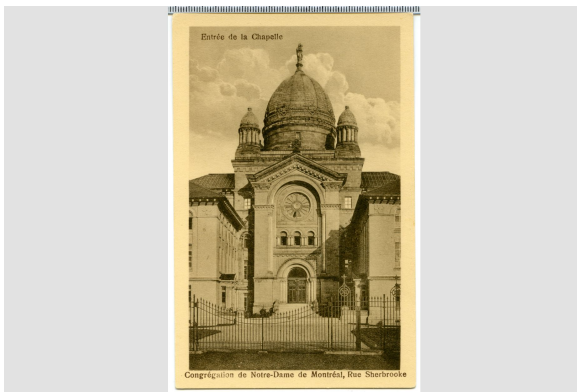 Entrée de la Chapelle
Congrégation de Notre-Dame de Montréal, Rue Sherbrooke